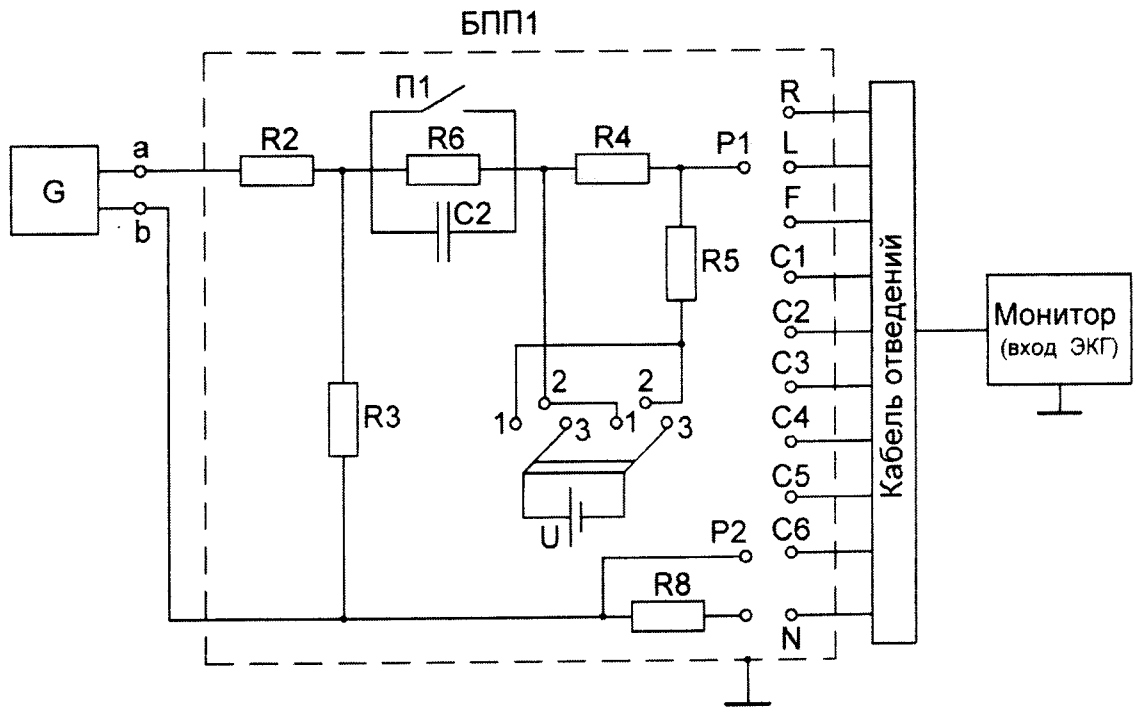 БПП1
П1
R
a
R2
R6
R4
P1
L
G
b
C2
F
R5
C1
C2
C3
R3
2
2
1
3
1
3
C4
C5
U
P2
C6
R8
N
Кабель отведений
Монитор
(вход ЭКГ)